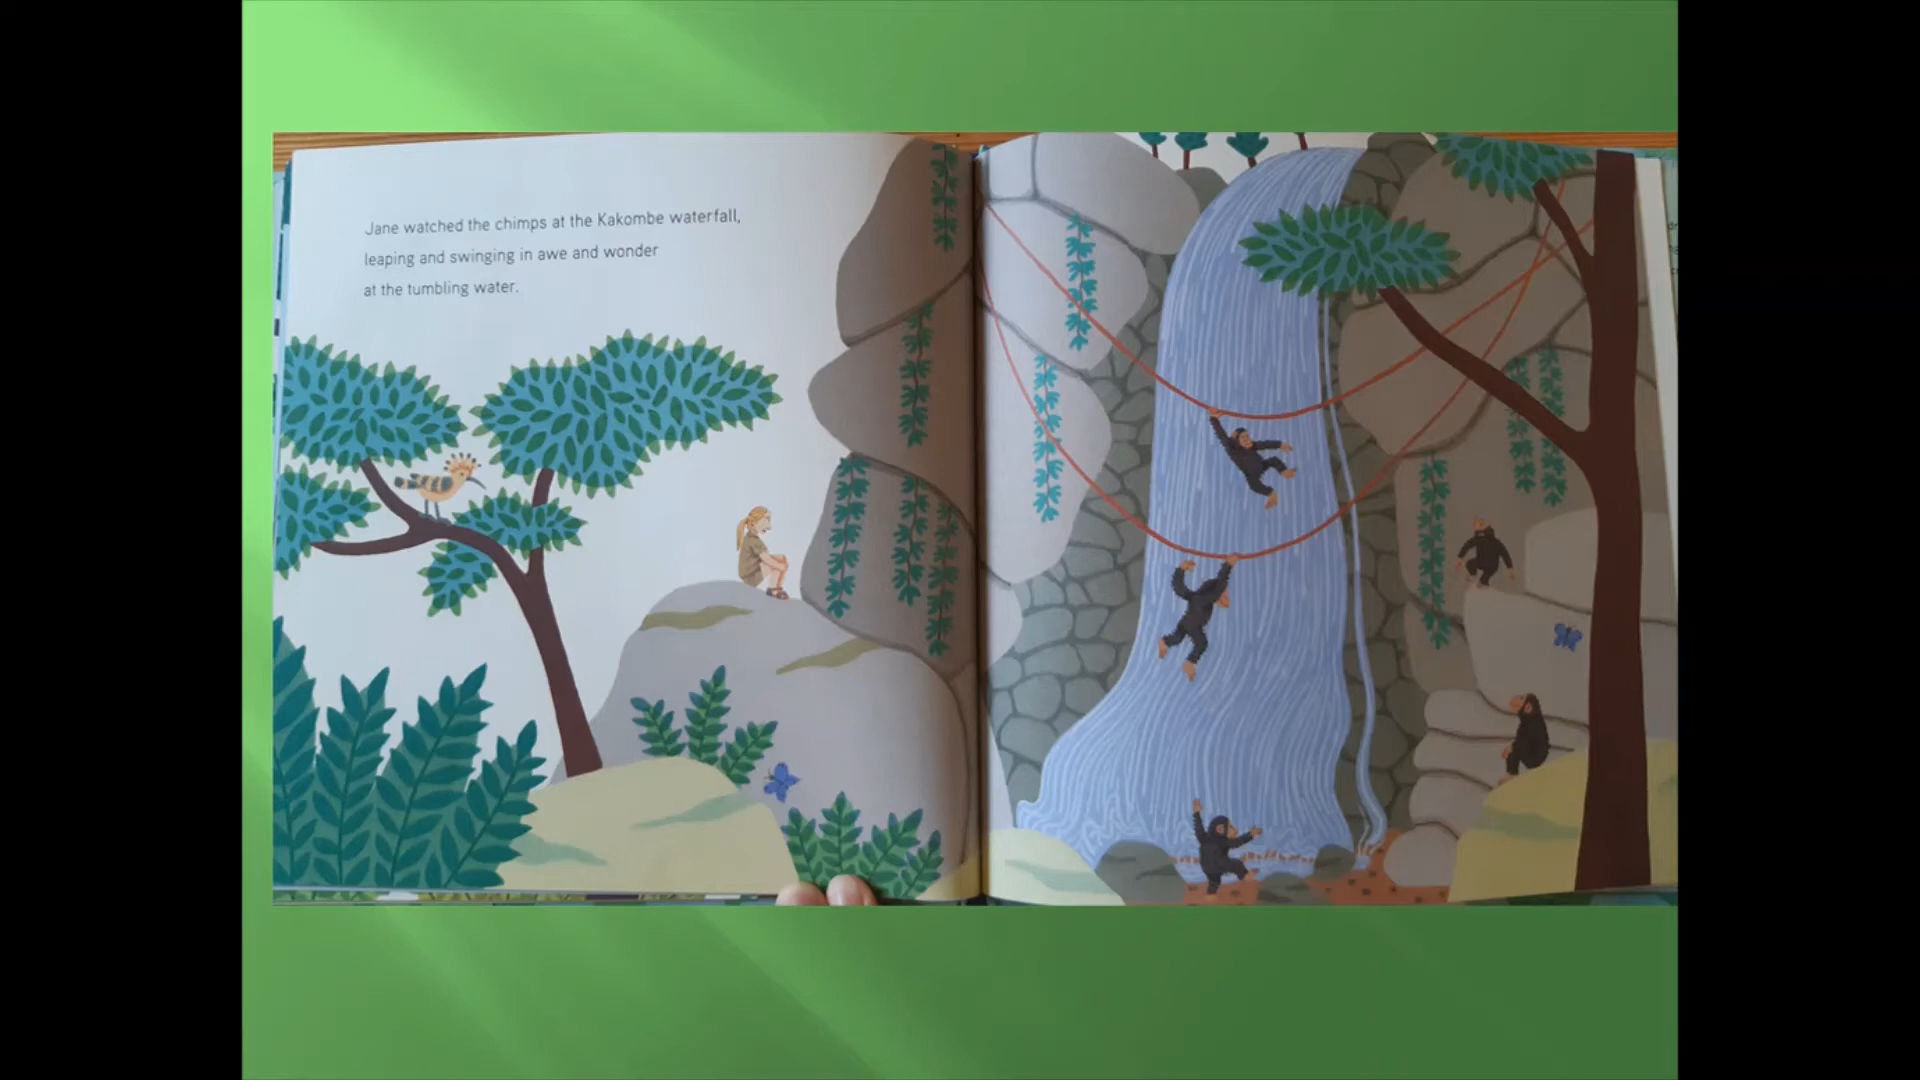 Jane watched the chimps at the Kakombe waterfall,
leaping and swinging in awe and wonder
at the tumbling water.